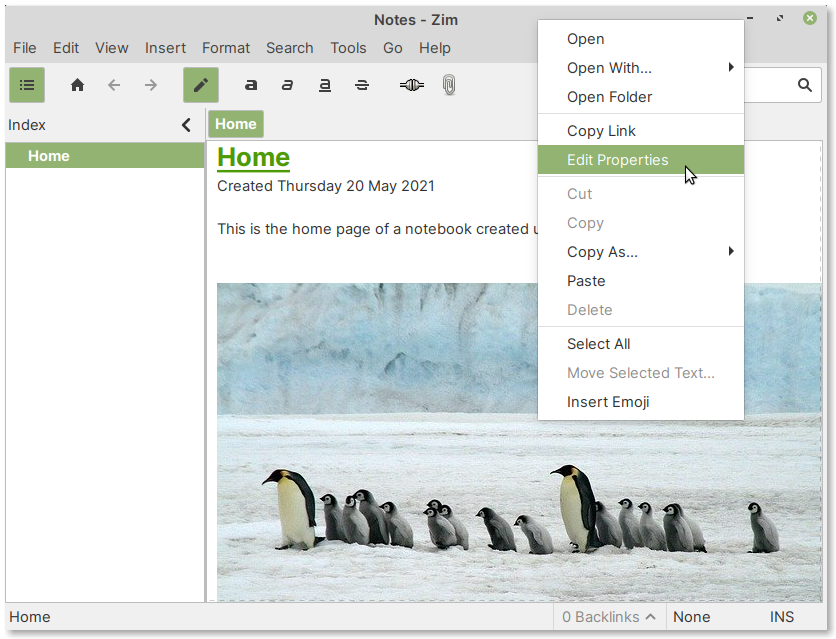 Notes - Zim
File Edit View Insert Format Search Tools Go Help
a a a a
Index
Home
Home
Home
Created Thursday 20 May 2021
This is the home page of a notebook created u
Open
Open With...
Open Folder
Copy Link
Edit Properties
Cut
Copy
Copy As...
Paste
Delete
Select All
Move Selected Text...
Insert Emoji
Home
0 Backlinks
None
INS